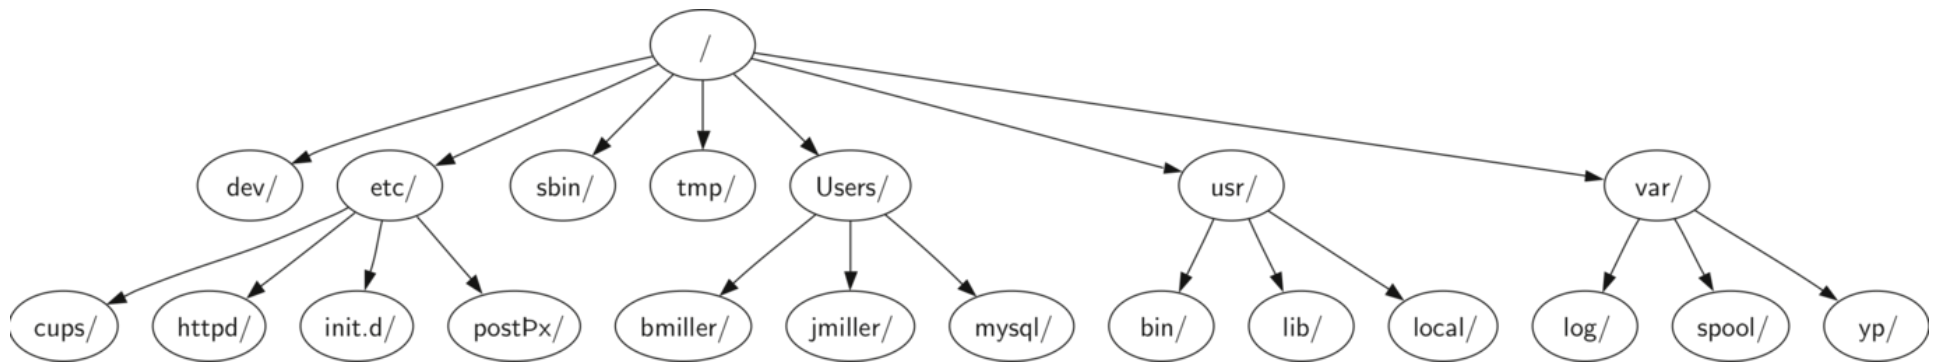 /
dev/ etc/ sbin/ tmp/ Users/ usr/ var/
cups/ httpd/ init.d/ postÞx/ bmiller/ jmiller/ mysql/ bin/ lib/ local/ log/ spool/ yp/